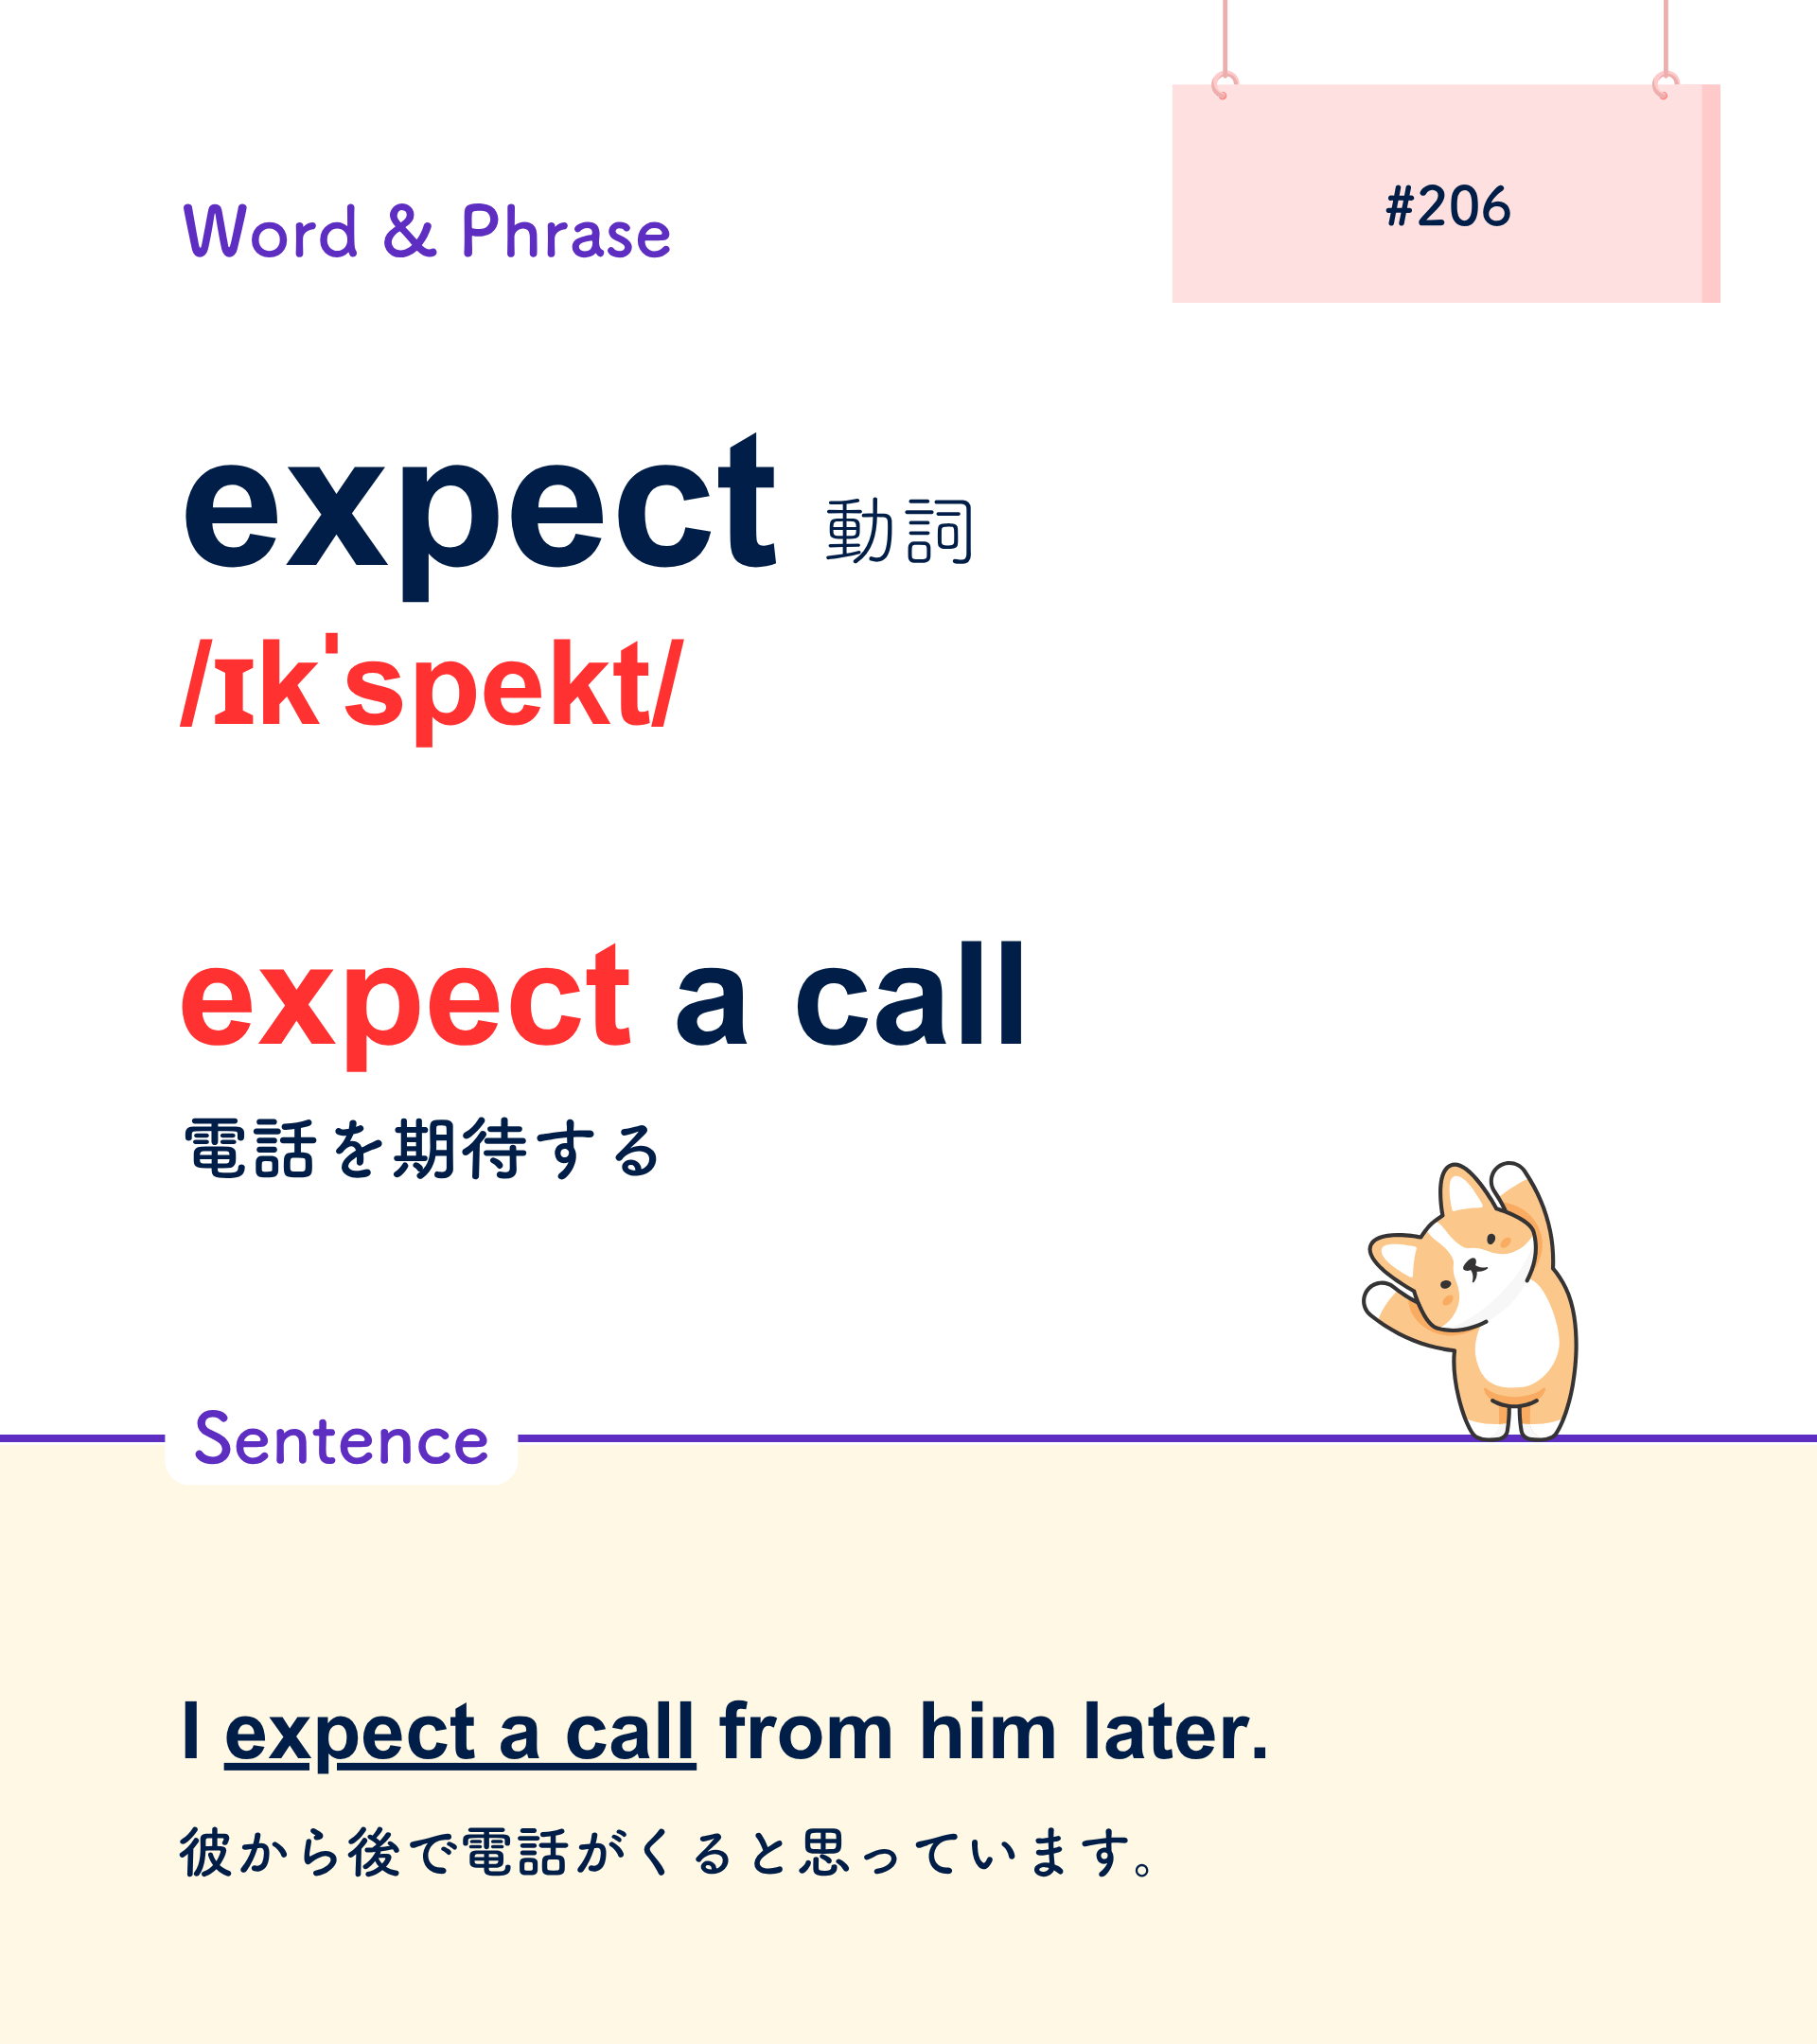 #206
Word & Phrase
expect 動詞
/ɪkˈspekt/
expect a call
電話を期待する
Sentence
I expect a call from him later.
彼から後で電話がくると思っています。